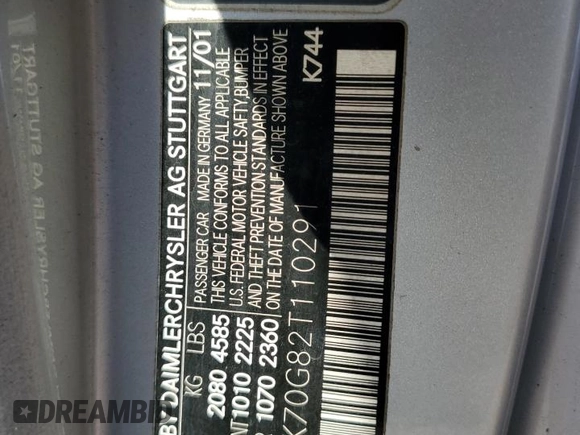 BY DAIMLERCHRYSLER AG STUTTGART
KG LBS PASSENGER CAR MADE IN GERMANY 11/01
2080 4585 THIS VEHICLE CONFORMS TO ALL APPLICABLE
1010 2225 U.S. FEDERAL MOTOR VEHICLE SAFTY,BUMPER
1070 2360 AND THEFT PREVENTION STANDARDS IN EFFECT
ON THE DATE OF MANUFACTURE SHOWN ABOVE
K70G82T110291
K744
DREAMBID